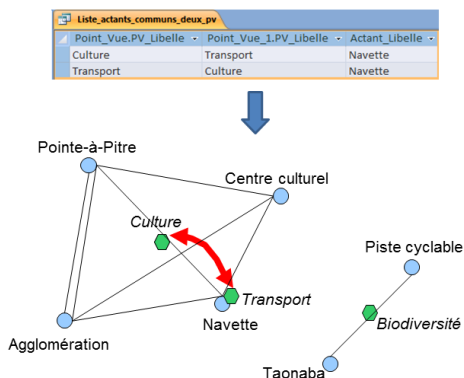 Liste_actants_communs_deux_pv
Point_Vue.PV_Libelle Point_Vue_1.PV_Libelle Actant_Libelle
Culture Transport Navette
Transport Culture Navette
Pointe-à-Pitre
Centre culturel
Culture
Piste cyclable
Transport
Navette
Biodiversité
Agglomération
Taonaba